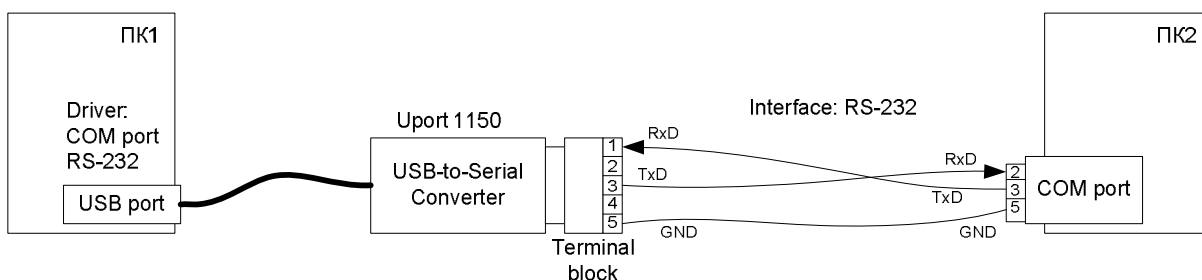 ПК1
Driver:
COM port
RS-232
USB port
Uport 1150
USB-to-Serial
Converter
1
2
3
4
5
Terminal
block
RxD
TxD
GND
Interface: RS-232
RxD
TxD
GND
2
3
5
COM port
ПК2